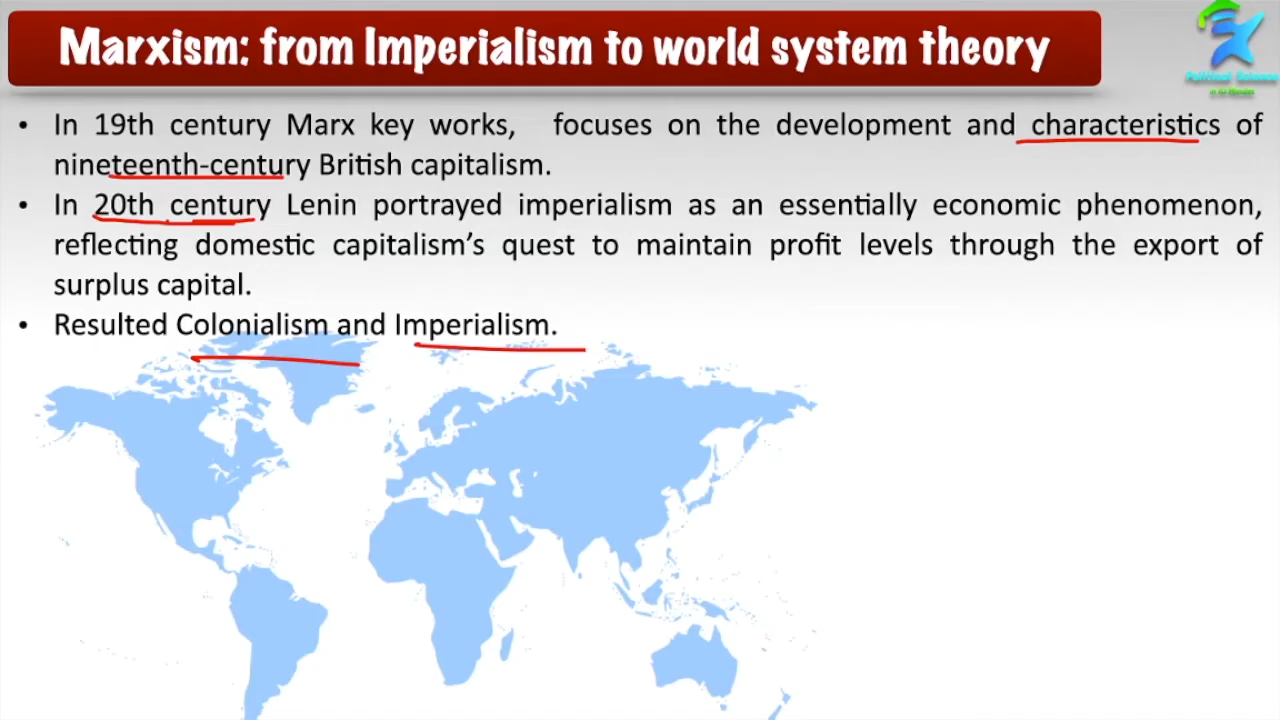 Marxism: from Imperialism to world system theory
Political Science
• In 19th century Marx key works, focuses on the development and characteristics of
nineteenth-century British capitalism.
• In 20th century Lenin portrayed imperialism as an essentially economic phenomenon,
reflecting domestic capitalism’s quest to maintain profit levels through the export of
surplus capital.
• Resulted Colonialism and Imperialism.